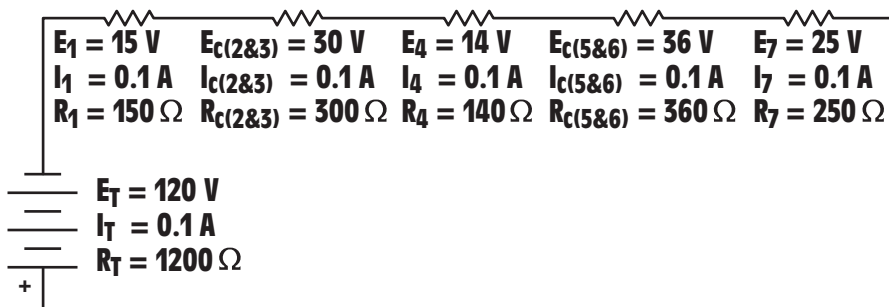 E1 = 15 V EC(2&3) = 30 V E4 = 14 V EC(5&6) = 36 V E7 = 25 V
I1 = 0.1 A IC(2&3) = 0.1 A I4 = 0.1 A IC(5&6) = 0.1 A I7 = 0.1 A
R1 = 150 Ω RC(2&3) = 300 Ω R4 = 140 Ω RC(5&6) = 360 Ω R7 = 250 Ω
ET = 120 V
IT = 0.1 A
RT = 1200 Ω
+